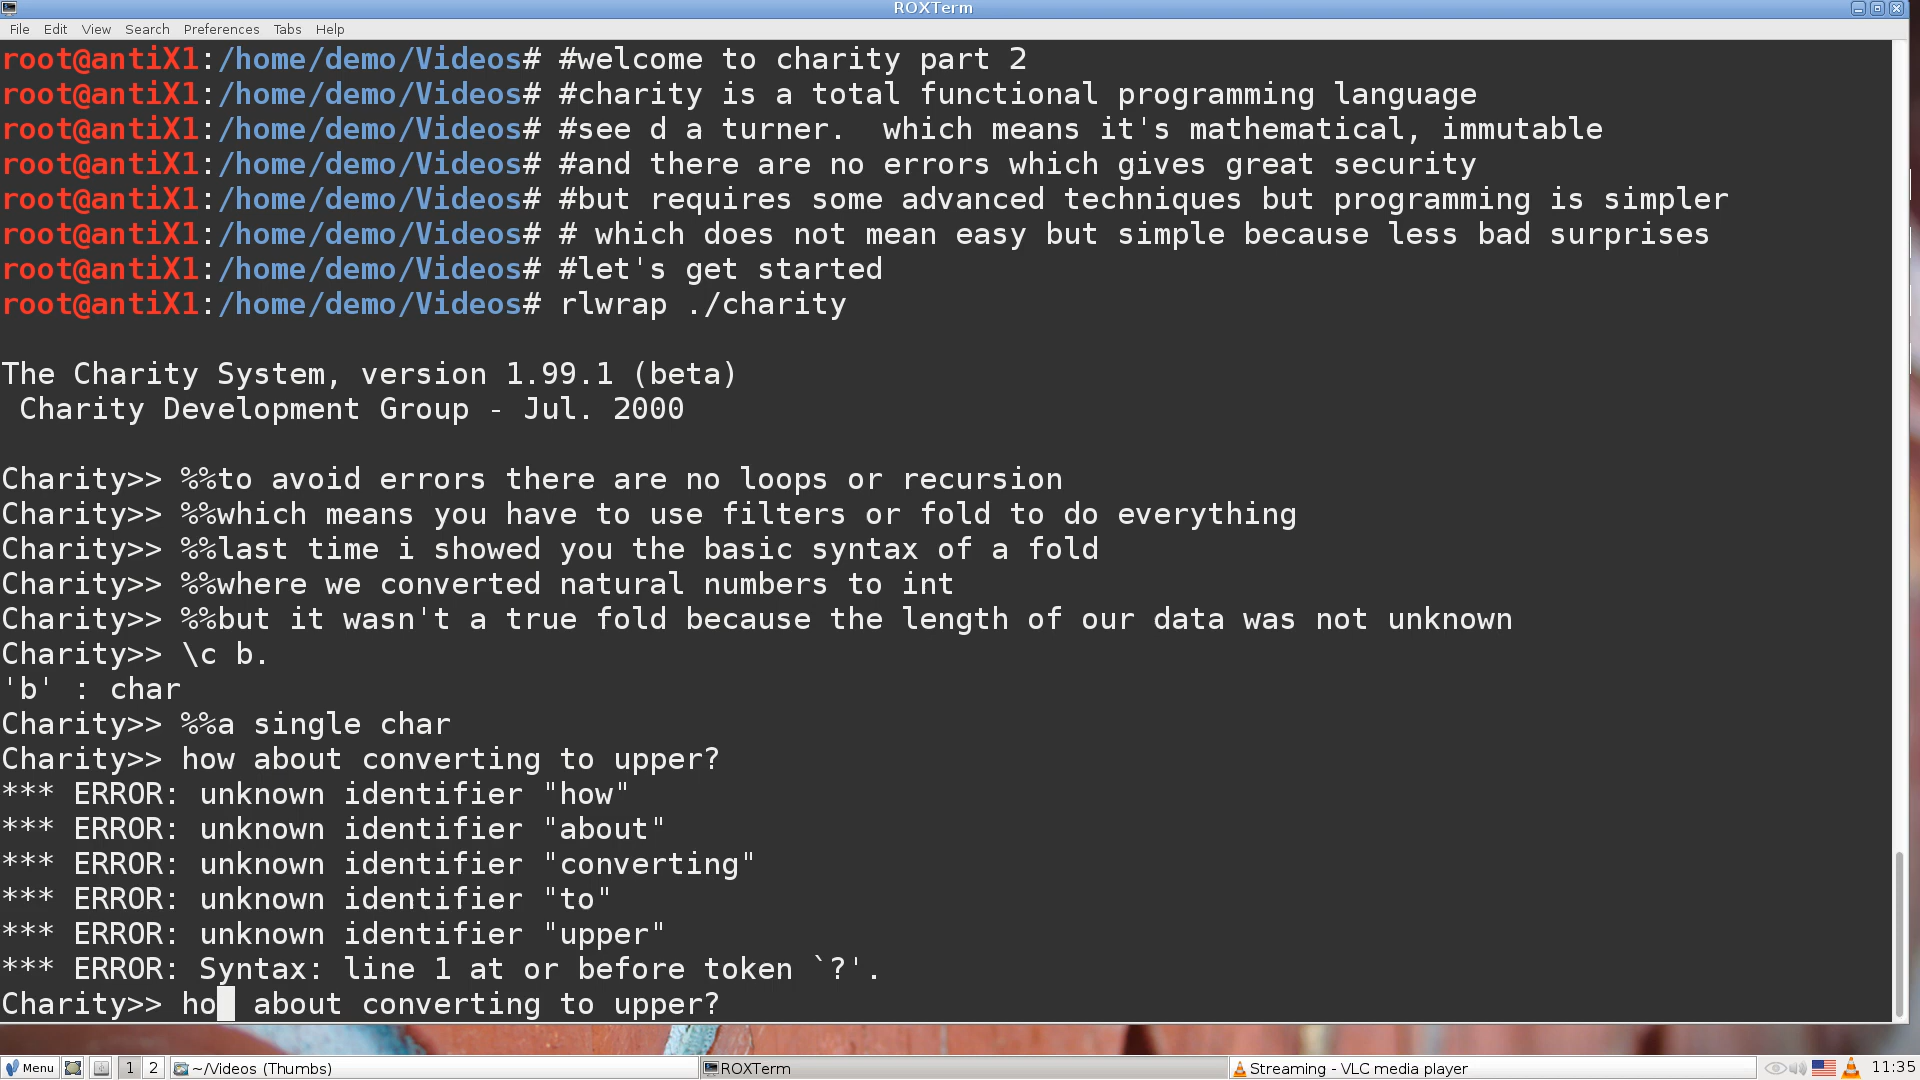 ROXTerm
File Edit View Search Preferences Tabs Help
root@antiX1:/home/demo/Videos# #welcome to charity part 2
root@antiX1:/home/demo/Videos# #charity is a total functional programming language
root@antiX1:/home/demo/Videos# #see d a turner.  which means it's mathematical, immutable
root@antiX1:/home/demo/Videos# #and there are no errors which gives great security
root@antiX1:/home/demo/Videos# #but requires some advanced techniques but programming is simpler
root@antiX1:/home/demo/Videos# # which does not mean easy but simple because less bad surprises
root@antiX1:/home/demo/Videos# #let's get started
root@antiX1:/home/demo/Videos# rlwrap ./charity
The Charity System, version 1.99.1 (beta)
Charity Development Group - Jul. 2000
Charity>> %%to avoid errors there are no loops or recursion
Charity>> %%which means you have to use filters or fold to do everything
Charity>> %%last time i showed you the basic syntax of a fold
Charity>> %%where we converted natural numbers to int
Charity>> %%but it wasn't a true fold because the length of our data was not unknown
Charity>> \c b.
'b' : char
Charity>> %%a single char
Charity>> how about converting to upper?
*** ERROR: unknown identifier "how"
*** ERROR: unknown identifier "about"
*** ERROR: unknown identifier "converting"
*** ERROR: unknown identifier "to"
*** ERROR: unknown identifier "upper"
*** ERROR: Syntax: line 1 at or before token `?'.
Charity>> ho  about converting to upper?
Menu 1 2 ~/Videos (Thumbs) ROXTerm Streaming - VLC media player 11:35